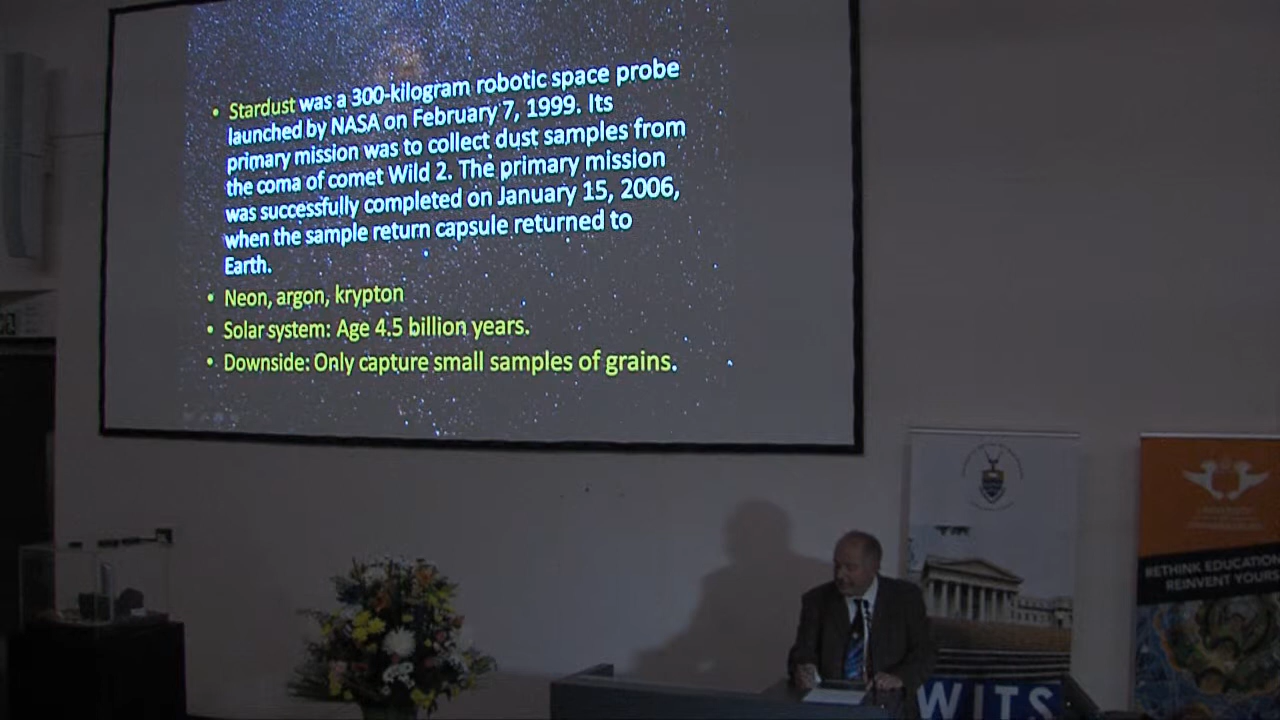 • Stardust was a 300-kilogram robotic space probe
launched by NASA on February 7, 1999. Its
primary mission was to collect dust samples from
the coma of comet Wild 2. The primary mission
was successfully completed on January 15, 2006,
when the sample return capsule returned to
Earth.
• Neon, argon, krypton
• Solar system: Age 4.5 billion years.
• Downside: Only capture small samples of grains.
RETHINK EDUCATION
REINVENT YOURS
WITS